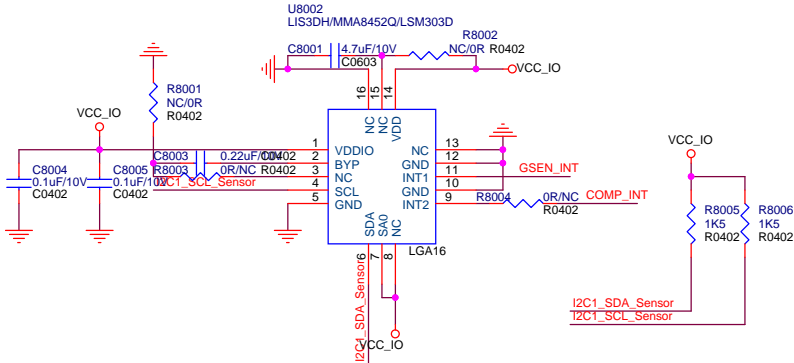 U8002
LIS3DH/MMA8452Q/LSM303D
C8001
4.7uF/10V
C0603
R8002
NC/0R
R0402
VCC_IO
R8001
NC/0R
R0402
16
15
14
NC
NC
VDD
VCC_IO
C8004
0.1uF/10V
C0402
C8005
0.1uF/10V
C0402
C8003
0.22uF/10V
C0402
R8003
0R/NC
R0402
I2C1_SCL_Sensor
1
2
3
4
5
VDDIO
BYP
NC
SCL
GND
NC
GND
INT1
GND
INT2
13
12
11
10
9
GSEN_INT
R8004
0R/NC
R0402
COMP_INT
SDA
SA0
NC
6
7
8
LGA16
I2C1_SDA_Sensor
VCC_IO
VCC_IO
R8005
1K5
R0402
R8006
1K5
R0402
I2C1_SDA_Sensor
I2C1_SCL_Sensor